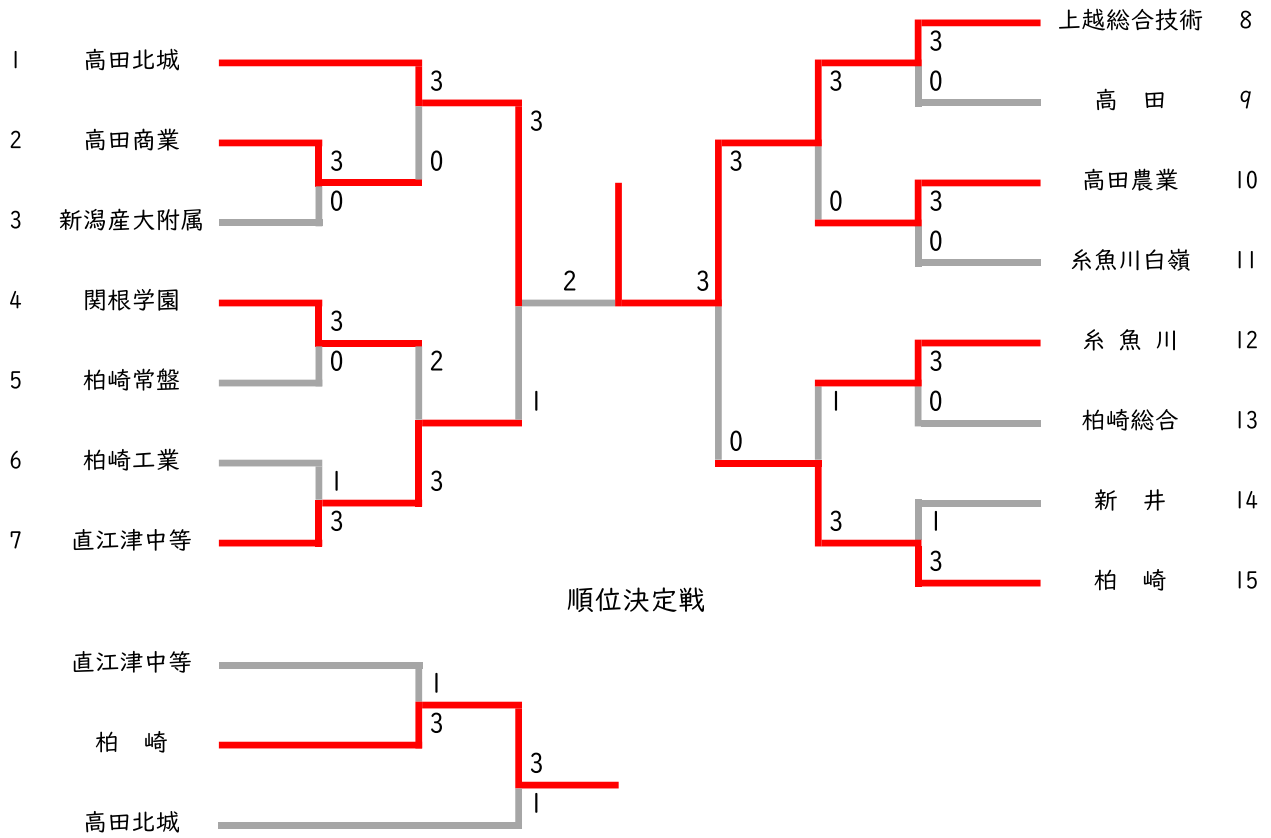 1 高田北城
2 高田商業
3 新潟産大附属
4 関根学園
5 柏崎常盤
6 柏崎工業
7 直江津中等
3
0
3
0
3
0
2
1
3
3
3
1
2
3
上越総合技術 8
高 田 9
高田農業 10
糸魚川白嶺 11
糸 魚 川 12
柏崎総合 13
新 井 14
柏 崎 15
3
0
3
0
3
0
3
0
1
3
3
0
1
3
順位決定戦
直江津中等
柏 崎
高田北城
1
3
3
1